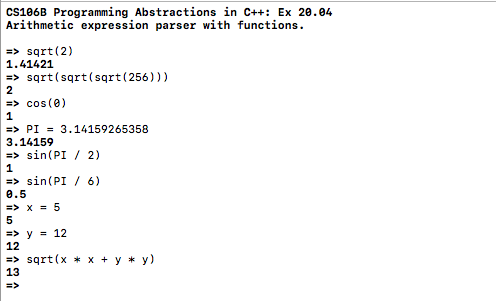 CS106B Programming Abstractions in C++: Ex 20.04
Arithmetic expression parser with functions.
=> sqrt(2)
1.41421
=> sqrt(sqrt(sqrt(256)))
2
=> cos(0)
1
=> PI = 3.14159265358
3.14159
=> sin(PI / 2)
1
=> sin(PI / 6)
0.5
=> x = 5
5
=> y = 12
12
=> sqrt(x * x + y * y)
13
=>